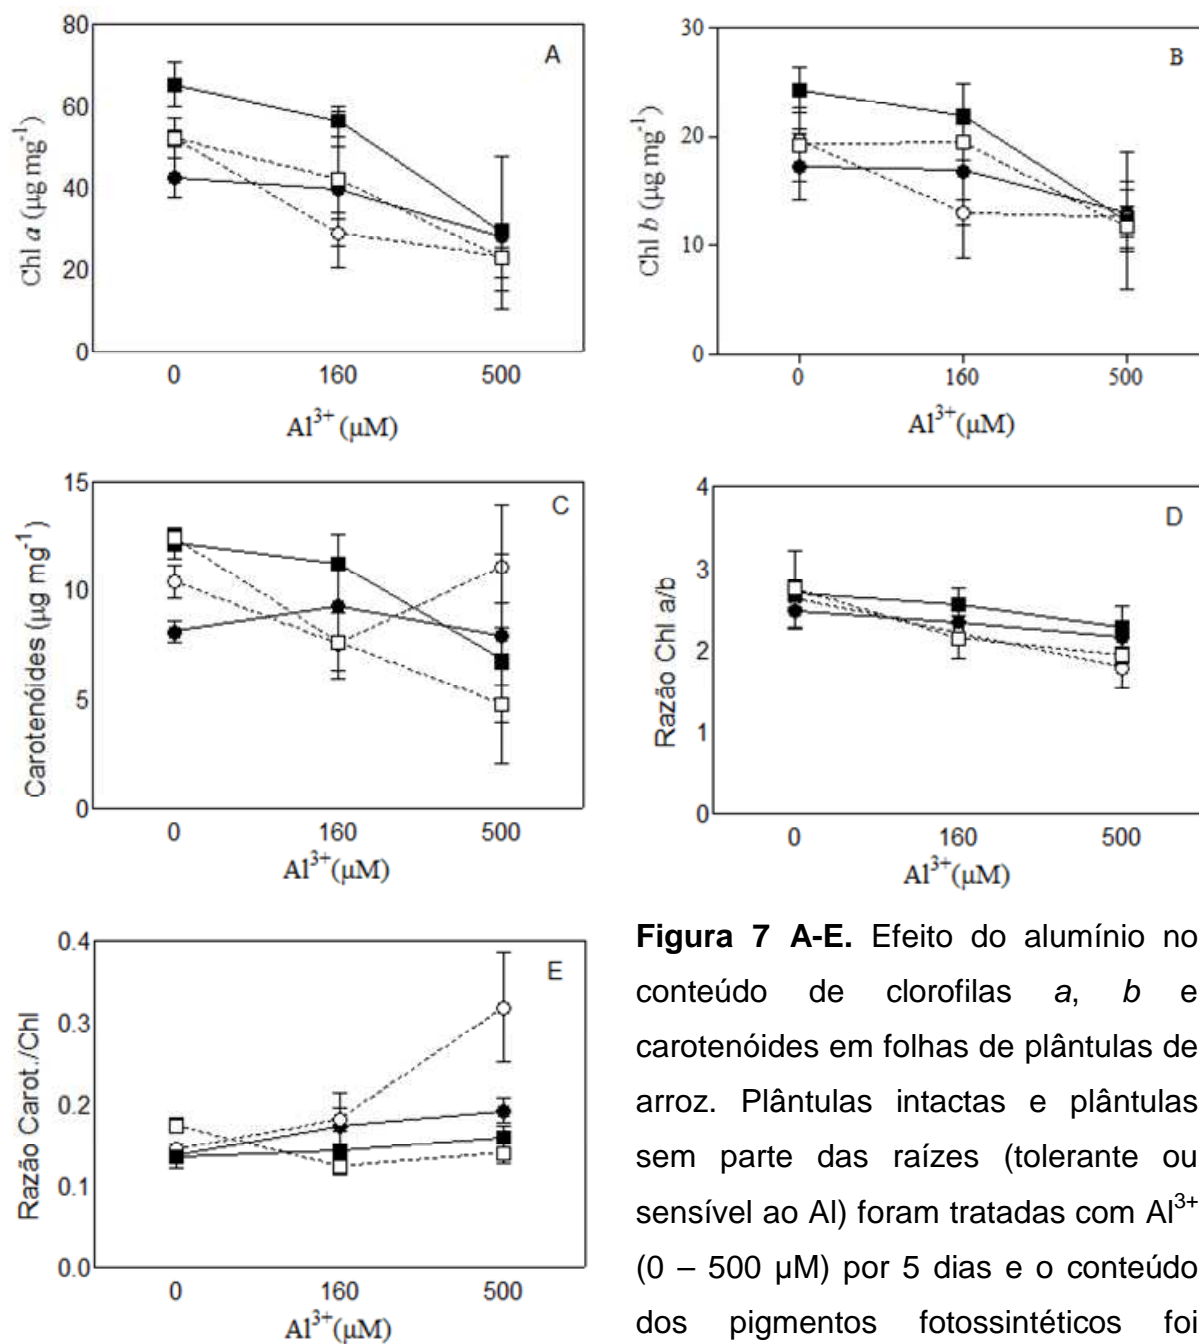 80
60
40
20
0
Chl a (µg mg-1)
A
0 160 500
Al3+ (µM)
30
20
10
0
Chl b (µg mg-1)
B
0 160 500
Al3+ (µM)
15
10
5
0
Carotenóides (µg mg-1)
C
0 160 500
Al3+(µM)
4
3
2
1
0
Razão Chl a/b
D
0 160 500
Al3+(µM)
0.4
0.3
0.2
0.1
0.0
Razão Carot./Chl
E
0 160 500
Al3+(µM)
Figura 7 A-E. Efeito do alumínio no
conteúdo de clorofilas a, b e
carotenóides em folhas de plântulas de
arroz. Plântulas intactas e plântulas
sem parte das raízes (tolerante ou
sensível ao Al) foram tratadas com Al3+
(0 – 500 µM) por 5 dias e o conteúdo
dos pigmentos fotossintéticos foi